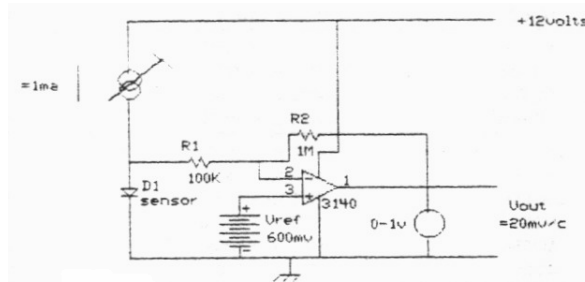 +12volts
=1ma
R2
1M
R1
100K
2
3
1
3140
D1
sensor
+
Vref
600mv
-
0-1v
Vout
=20mv/c